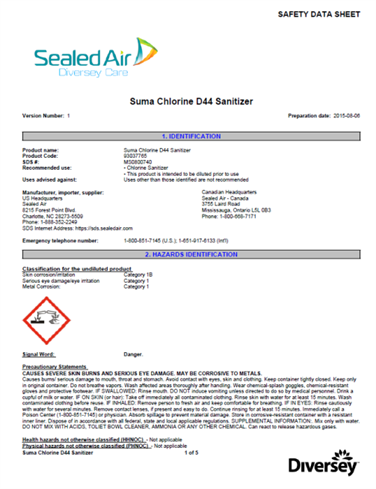 SAFETY DATA SHEET
Sealed Air
Diversey Care
Suma Chlorine D44 Sanitizer
Version Number: 1
Preparation date: 2015-08-06
1. IDENTIFICATION
Product name: Suma Chlorine D44 Sanitizer
Product Code: 93037765
SDS #: MS0800740
Recommended use: • Chlorine Sanitizer
• This product is intended to be diluted prior to use
Uses advised against: Uses other than those identified are not recommended
Manufacturer, importer, supplier:
US Headquarters
Sealed Air
8215 Forest Point Blvd.
Charlotte, NC 28273-5509
Phone: 1-888-352-2249
SDS Internet Address: https://sds.sealedair.com
Canadian Headquarters
Sealed Air - Canada
3755 Laird Road
Mississauga, Ontario L5L 0B3
Phone: 1-800-668-7171
Emergency telephone number: 1-800-851-7145 (U.S.); 1-651-917-6133 (Int'l)
2. HAZARDS IDENTIFICATION
Classification for the undiluted product
Skin corrosion/irritation Category 1B
Serious eye damage/eye irritation Category 1
Metal Corrosion: Category 1
Signal Word: Danger.
Precautionary Statements
CAUSES SEVERE SKIN BURNS AND SERIOUS EYE DAMAGE. MAY BE CORROSIVE TO METALS.
Causes burns/ serious damage to mouth, throat and stomach. Avoid contact with eyes, skin and clothing. Keep container tightly closed. Keep only
in original container. Do not breathe vapors. Wash affected areas thoroughly after handling. Wear chemical-splash goggles, chemical-resistant
gloves and protective footwear. IF SWALLOWED: Rinse mouth. DO NOT induce vomiting unless directed to do so by medical personnel. Drink a
cupful of milk or water. IF ON SKIN (or hair): Take off immediately all contaminated clothing. Rinse skin with water for at least 15 minutes. Wash
contaminated clothing before reuse. IF INHALED: Remove person to fresh air and keep comfortable for breathing. IF IN EYES: Rinse cautiously
with water for several minutes. Remove contact lenses, if present and easy to do. Continue rinsing for at least 15 minutes. Immediately call a
Poison Center (1-800-851-7145) or physician. Absorb spillage to prevent material damage. Store in corrosive-resistant container with a resistant
inner liner. Dispose of in accordance with all federal, state and local applicable regulations. SUPPLEMENTAL INFORMATION: Mix only with water.
DO NOT MIX WITH ACIDS, TOILET BOWL CLEANER, AMMONIA OR ANY OTHER CHEMICAL. Can react to release hazardous gases.
Health hazards not otherwise classified (HHNOC) - Not applicable
Physical hazards not otherwise classified (PHNOC) - Not applicable
Suma Chlorine D44 Sanitizer
1 of 5
Diversey